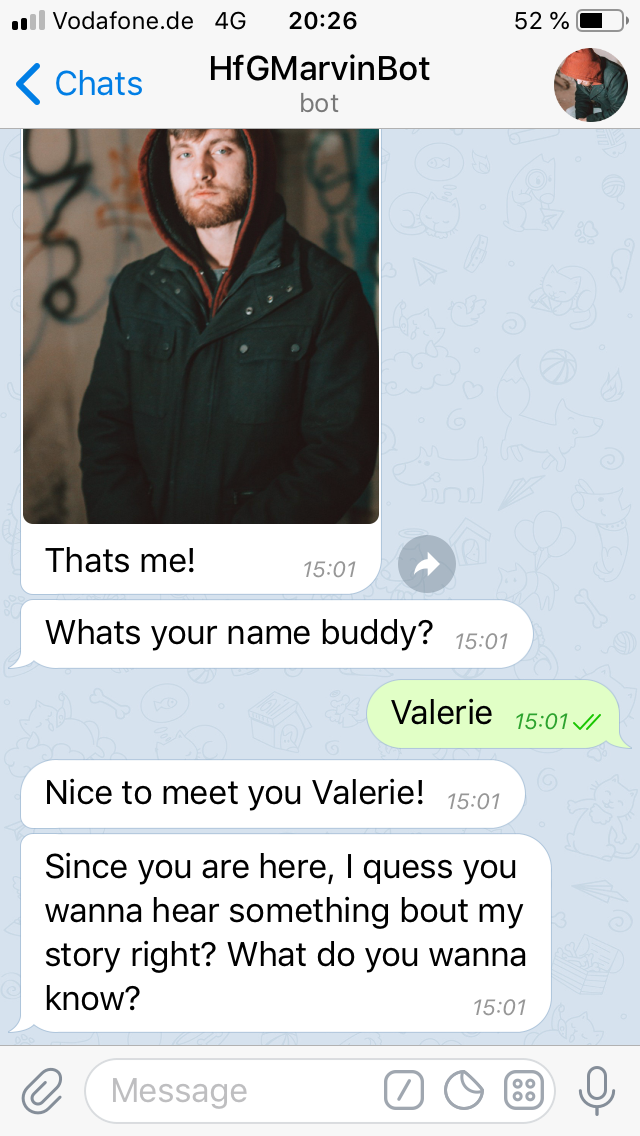 Vodafone.de 4G 20:26 52 %
Chats
HfGMarvinBot
bot
Thats me! 15:01
Whats your name buddy? 15:01
Valerie 15:01
Nice to meet you Valerie! 15:01
Since you are here, I quess you
wanna hear something bout my
story right? What do you wanna
know? 15:01
Message